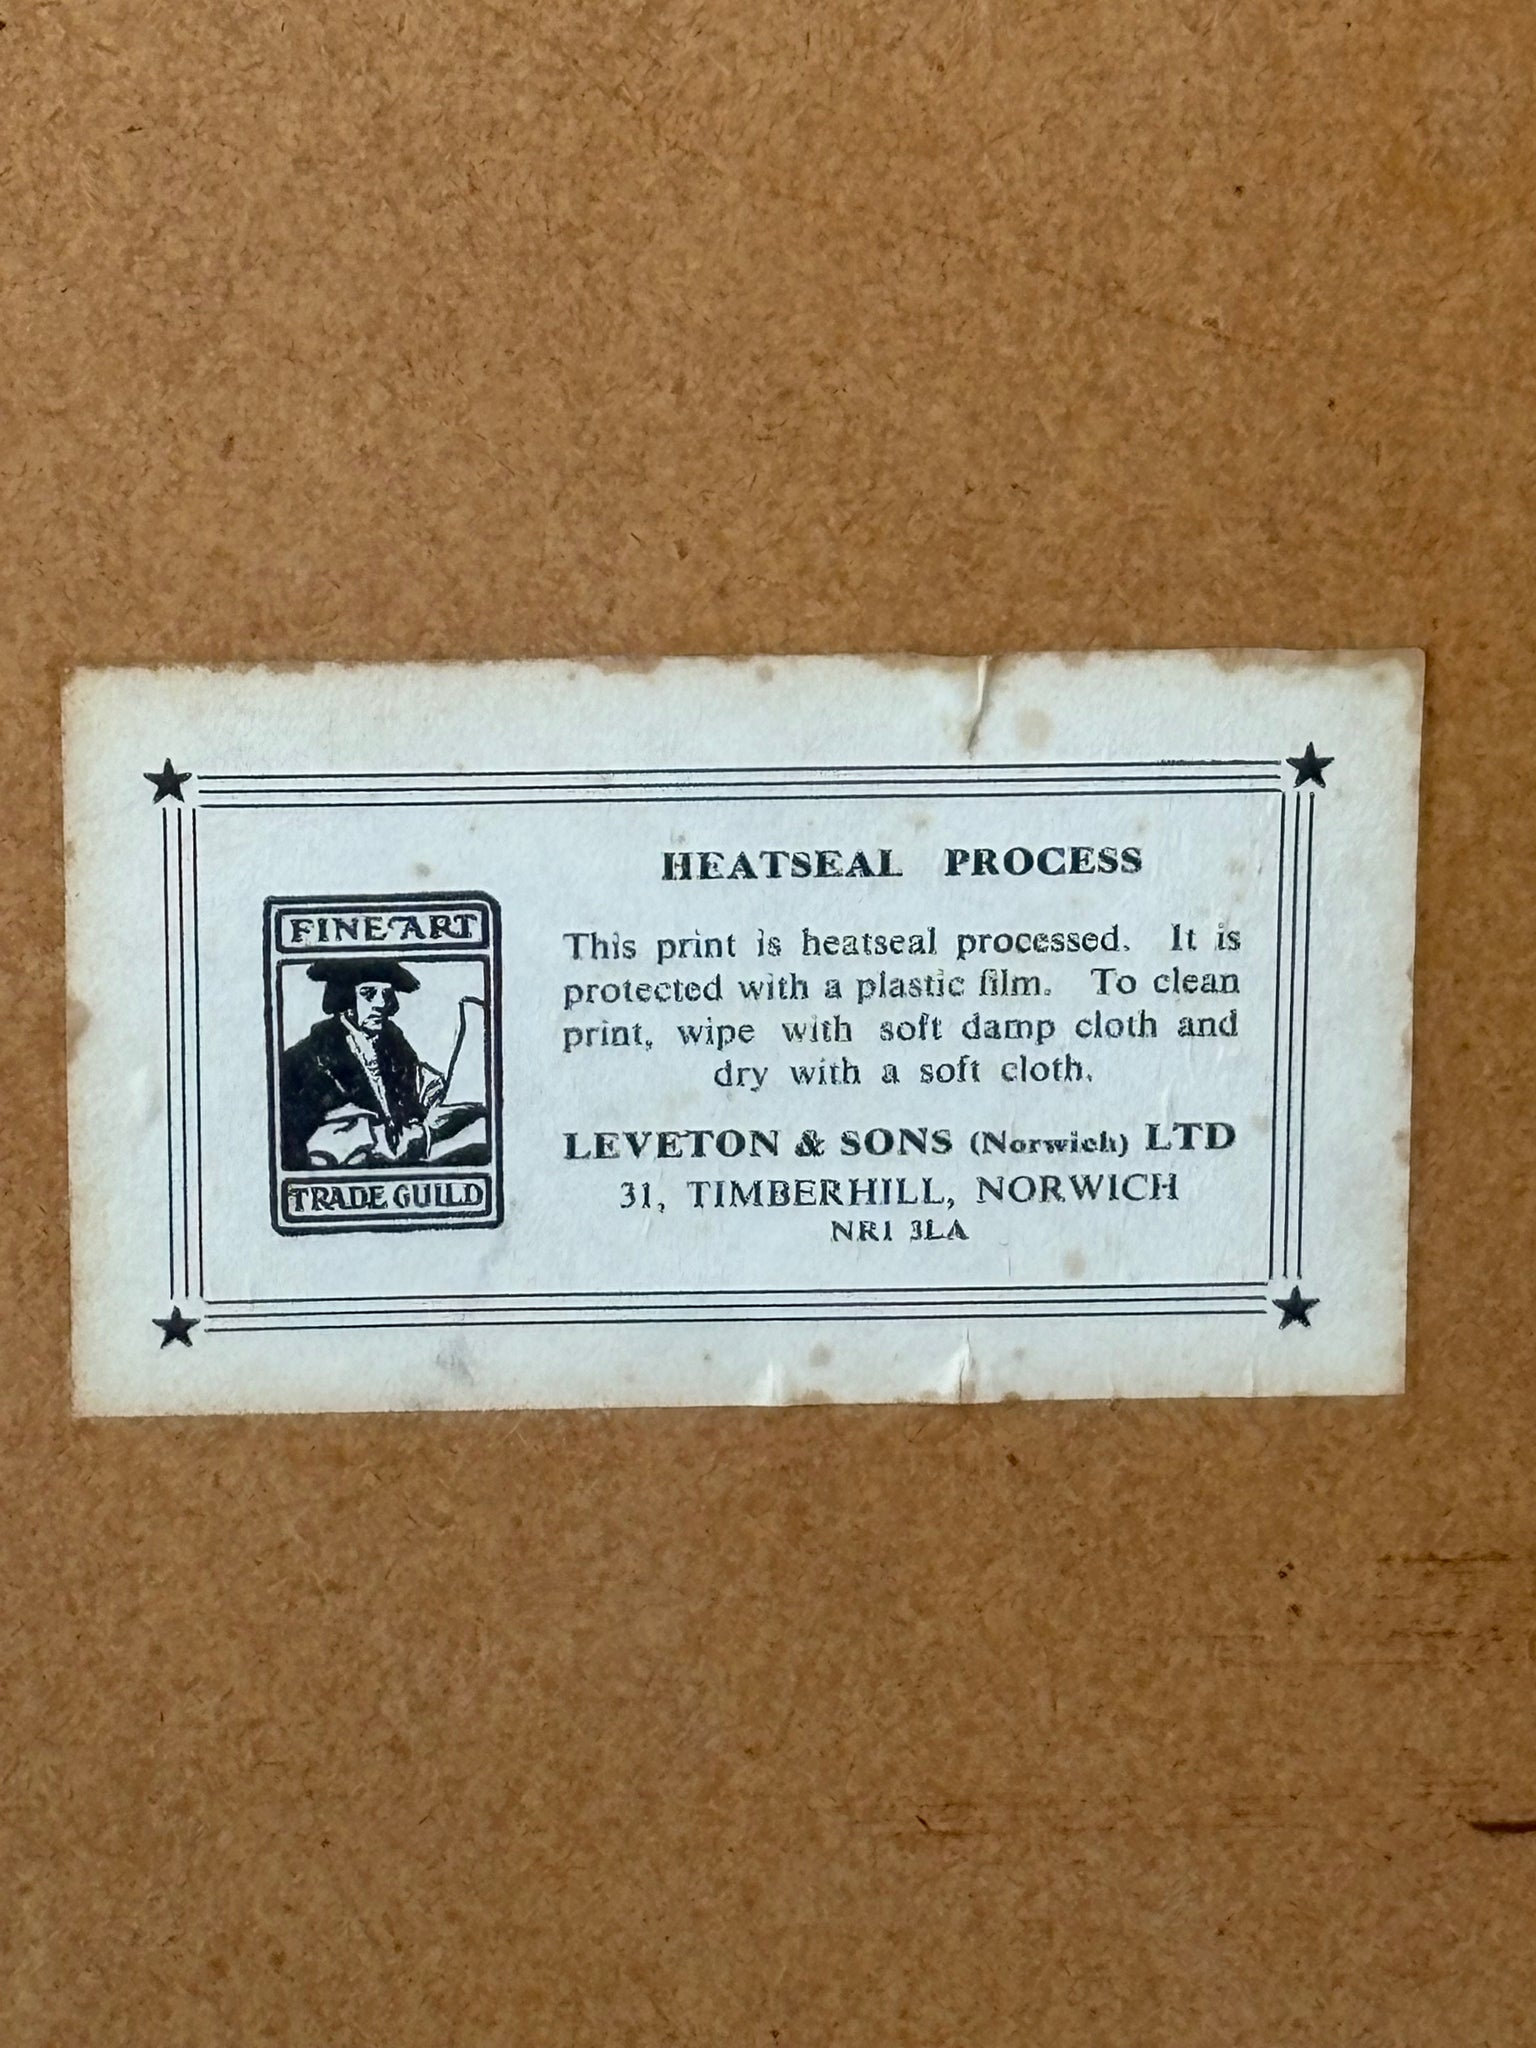 FINE ART
TRADE GUILD
HEATSEAL PROCESS
This print is heatseal processed. It is
protected with a plastic film. To clean
print, wipe with soft damp cloth and
dry with a soft cloth.
LEVETON & SONS (Norwich) LTD
31, TIMBERHILL, NORWICH
NR1 3LA